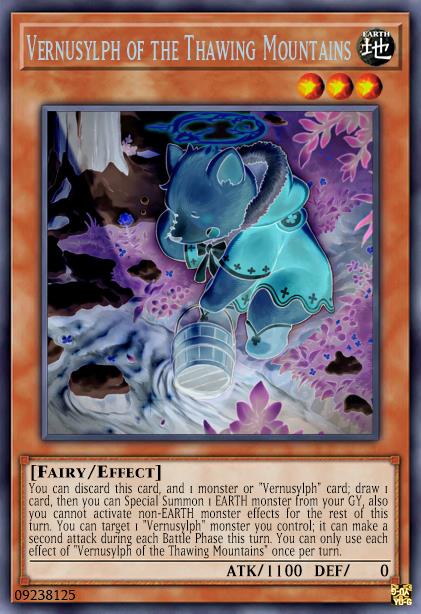 Vernusylph of the Thawing Mountains
EARTH
地
[Fairy/Effect]
You can discard this card, and 1 monster or "Vernusylph" card; draw 1
card, then you can Special Summon 1 EARTH monster from your GY, also
you cannot activate non-EARTH monster effects for the rest of this
turn. You can target 1 "Vernusylph" monster you control; it can make a
second attack during each Battle Phase this turn. You can only use each
effect of "Vernusylph of the Thawing Mountains" once per turn.
ATK/1100 DEF/ 0
09238125